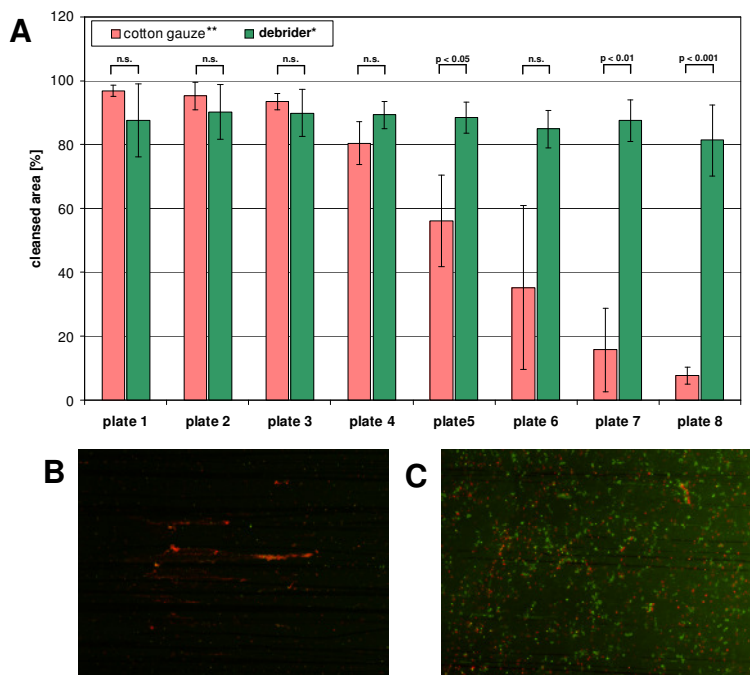 A
120
cotton gauze** debrider*
n.s. n.s. n.s. n.s. p < 0.05 n.s. p < 0.01 p < 0.001
100
80
60
40
20
0
cleansed area [%]
plate 1 plate 2 plate 3 plate 4 plate5 plate 6 plate 7 plate 8
B C